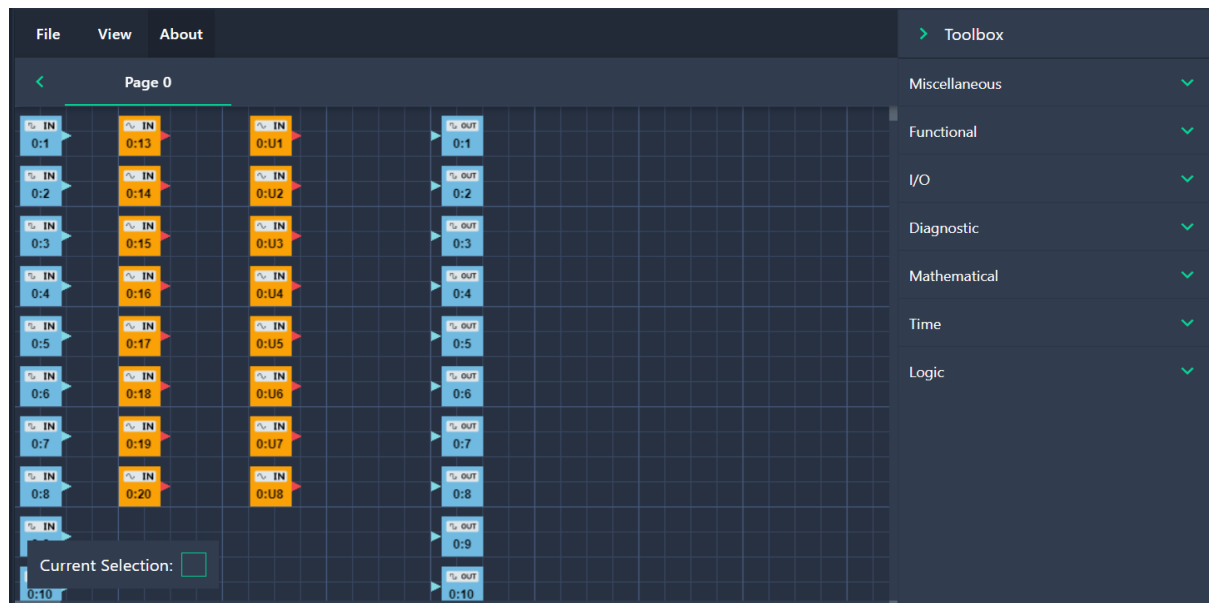 File View About
Toolbox
Page 0
Miscellaneous
Functional
I/O
Diagnostic
Mathematical
Time
Logic
IN IN IN OUT
0:1 0:13 0:U1 0:1
IN IN IN OUT
0:2 0:14 0:U2 0:2
IN IN IN OUT
0:3 0:15 0:U3 0:3
IN IN IN OUT
0:4 0:16 0:U4 0:4
IN IN IN OUT
0:5 0:17 0:U5 0:5
IN IN IN OUT
0:6 0:18 0:U6 0:6
IN IN IN OUT
0:7 0:19 0:U7 0:7
IN IN IN OUT
0:8 0:20 0:U8 0:8
IN OUT
0:9
Current Selection:
OUT
0:10 0:10